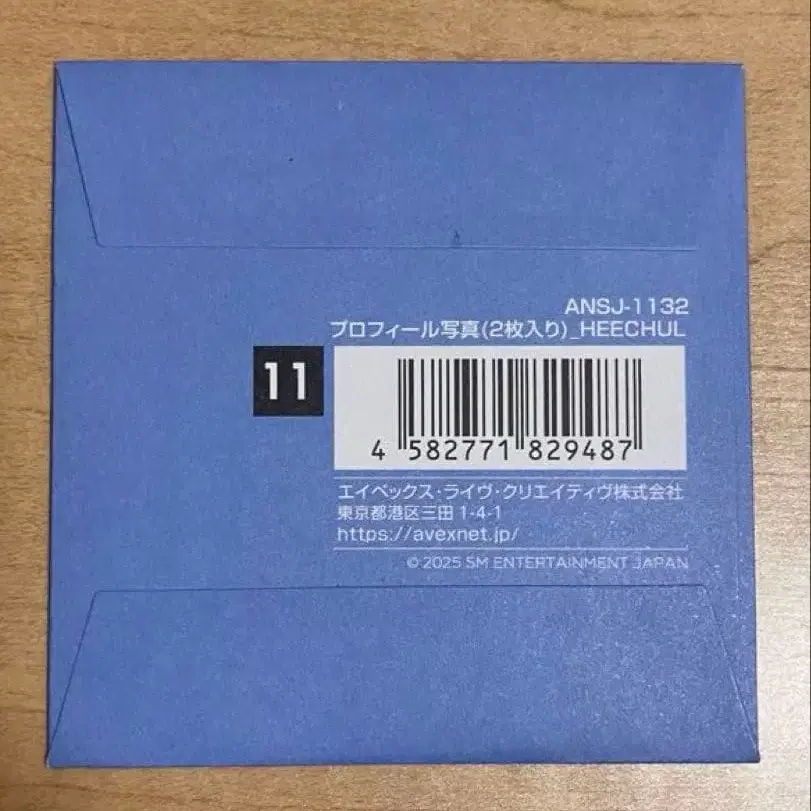 ANSJ-1132
プロフィール写真(2枚入り)_HEECHUL
11
4 582771 829487
エイベックス・ライヴ・クリエイティヴ株式会社
東京都港区三田 1-4-1
https://avexnet.jp/
© 2025 SM ENTERTAINMENT JAPAN